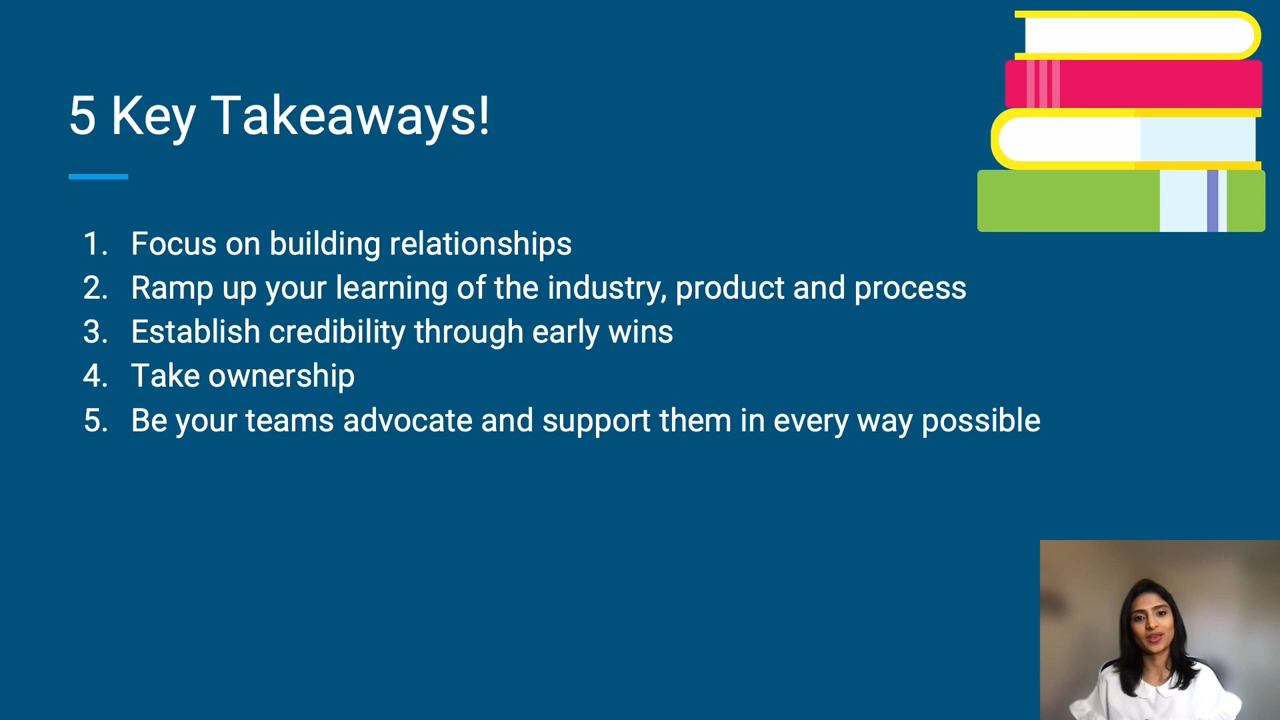 5 Key Takeaways!
1. Focus on building relationships
2. Ramp up your learning of the industry, product and process
3. Establish credibility through early wins
4. Take ownership
5. Be your teams advocate and support them in every way possible